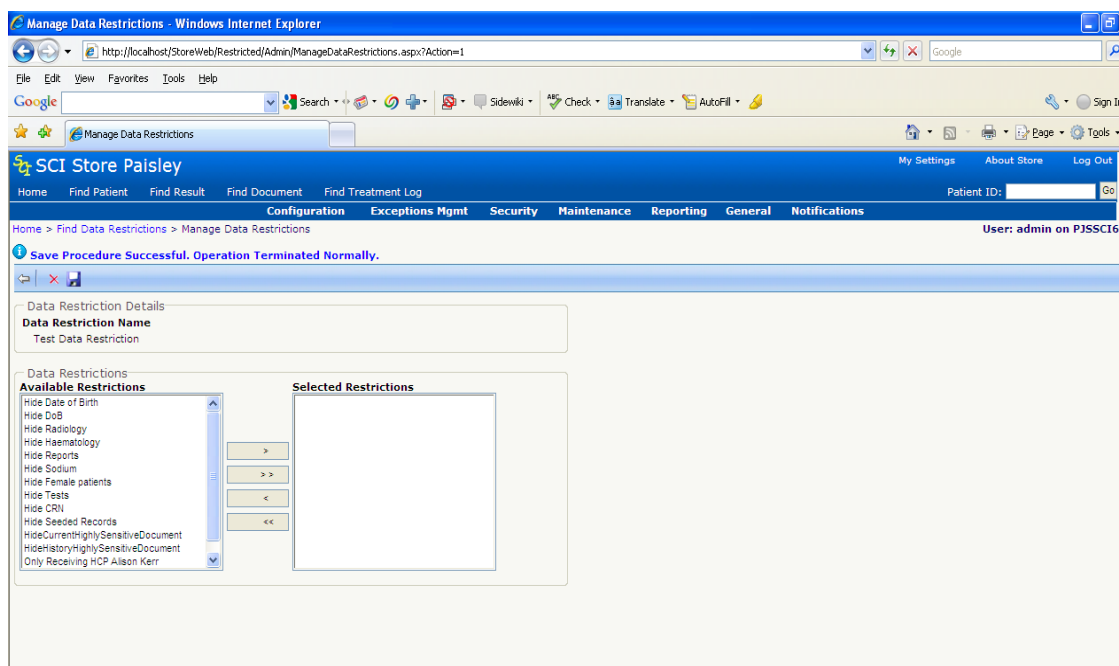 Manage Data Restrictions - Windows Internet Explorer
http://localhost/StoreWeb/Restricted/Admin/ManageDataRestrictions.aspx?Action=1
Google
File Edit View Favorites Tools Help
Google Search Sidewiki ABC Check Translate AutoFill Sign I
Manage Data Restrictions Page Tools
SCI Store Paisley My Settings About Store Log Out
Home Find Patient Find Result Find Document Find Treatment Log Patient ID: Go
Configuration Exceptions Mgmt Security Maintenance Reporting General Notifications
Home > Find Data Restrictions > Manage Data Restrictions User: admin on PJSSCI6
Save Procedure Successful. Operation Terminated Normally.
Data Restriction Details
Data Restriction Name
Test Data Restriction
Data Restrictions
Available Restrictions Selected Restrictions
Hide Date of Birth
Hide DoB
Hide Radiology
Hide Haematology
Hide Reports
Hide Sodium
Hide Female patients
Hide Tests
Hide CRN
Hide Seeded Records
HideCurrentHighlySensitiveDocument
HideHistoryHighlySensitiveDocument
Only Receiving HCP Alison Kerr
>
> >
<
<<